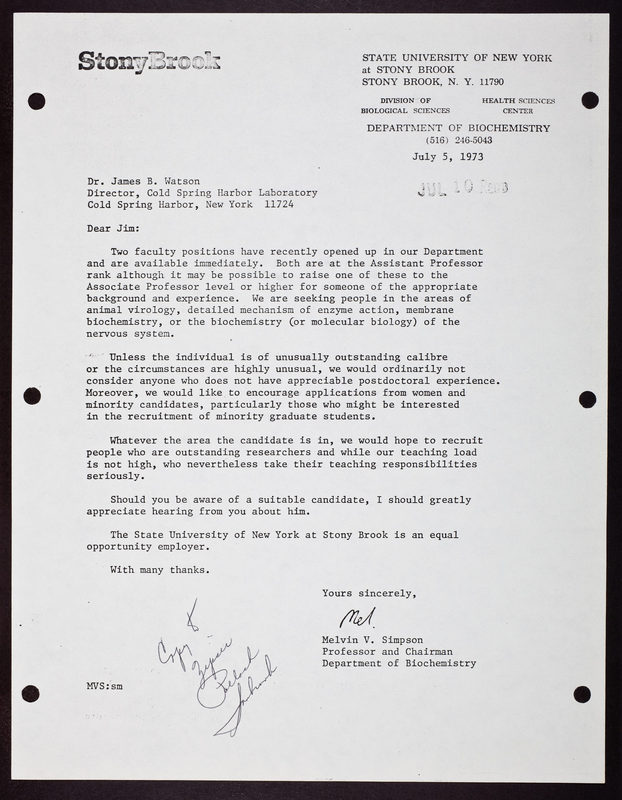 StonyBrook
STATE UNIVERSITY OF NEW YORK
at STONY BROOK
STONY BROOK, N. Y. 11790
DIVISION OF
BIOLOGICAL SCIENCES
HEALTH SCIENCES
CENTER
DEPARTMENT OF BIOCHEMISTRY
(516) 246-5043
July 5, 1973
JUL 10 Rec'd
Dr. James B. Watson
Director, Cold Spring Harbor Laboratory
Cold Spring Harbor, New York 11724
Dear Jim:
Two faculty positions have recently opened up in our Department
and are available immediately. Both are at the Assistant Professor
rank although it may be possible to raise one of these to the
Associate Professor level or higher for someone of the appropriate
background and experience. We are seeking people in the areas of
animal virology, detailed mechanism of enzyme action, membrane
biochemistry, or the biochemistry (or molecular biology) of the
nervous system.
Unless the individual is of unusually outstanding calibre
or the circumstances are highly unusual, we would ordinarily not
consider anyone who does not have appreciable postdoctoral experience.
Moreover, we would like to encourage applications from women and
minority candidates, particularly those who might be interested
in the recruitment of minority graduate students.
Whatever the area the candidate is in, we would hope to recruit
people who are outstanding researchers and while our teaching load
is not high, who nevertheless take their teaching responsibilities
seriously.
Should you be aware of a suitable candidate, I should greatly
appreciate hearing from you about him.
The State University of New York at Stony Brook is an equal
opportunity employer.
With many thanks.
Yours sincerely,
Mel.
Melvin V. Simpson
Professor and Chairman
Department of Biochemistry
Copy to
Zipser
Pollack
Sambrook
MVS:sm